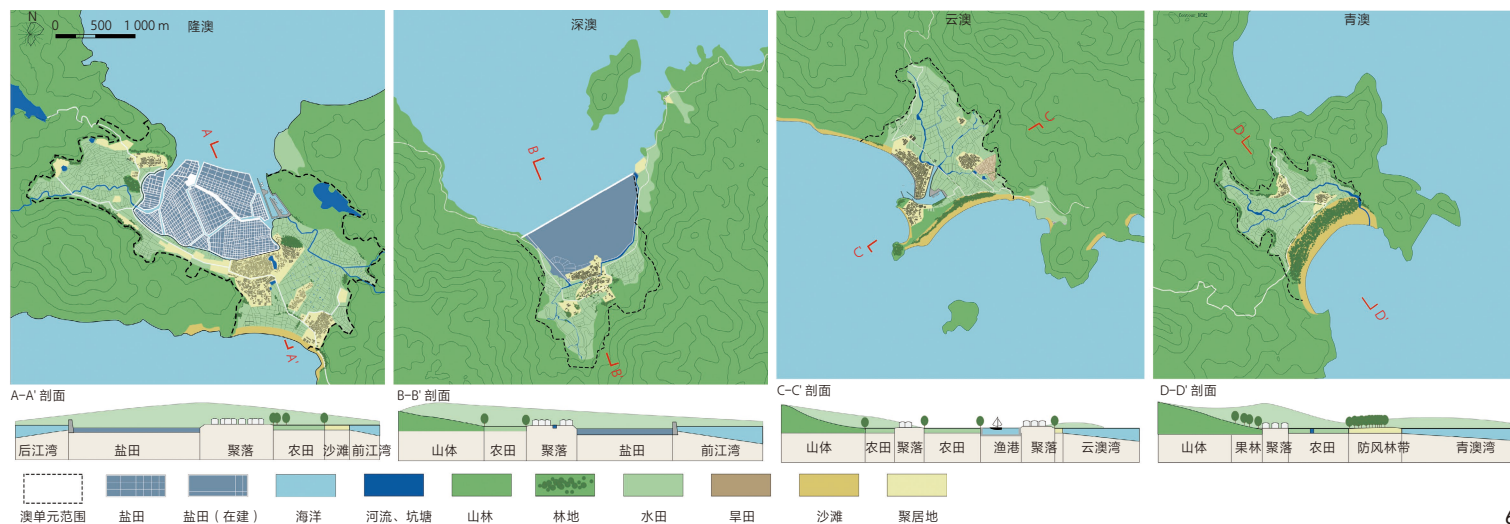 N
0 500 1 000 m
隆澳
深澳
云澳
青澳
A
A'
B
B'
C
C'
D
D'
A-A' 剖面
B-B' 剖面
C-C' 剖面
D-D' 剖面
后江湾 盐田 聚落 农田 沙滩 前江湾
山体 农田 聚落 盐田 前江湾
山体 农田 聚落 农田 渔港 聚落 云澳湾
山体 果林 聚落 农田 防风林带 青澳湾
澳单元范围 盐田 盐田（在建） 海洋 河流、坑塘 山林 林地 水田 旱田 沙滩 聚居地